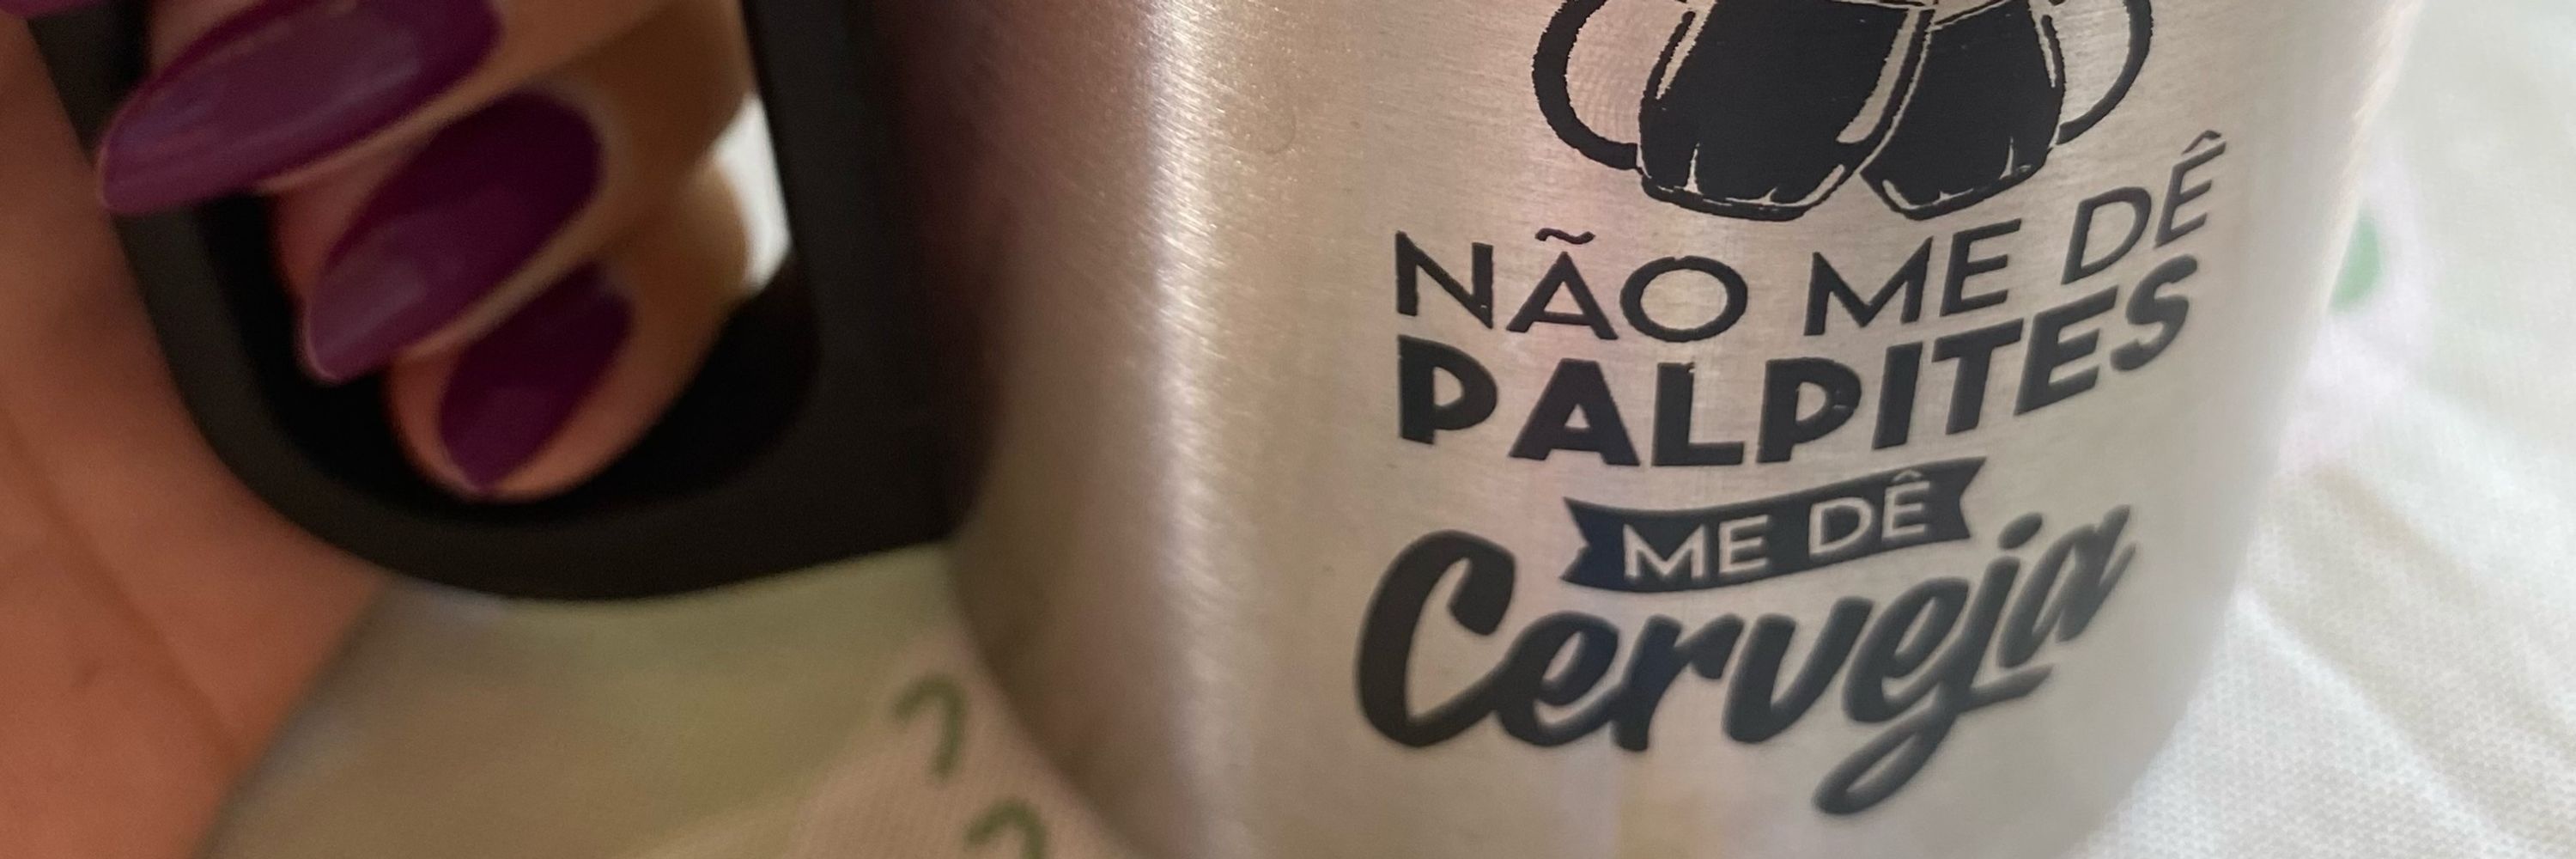 NÃO ME DÊ
PALPITES
ME DÊ
Cerveja